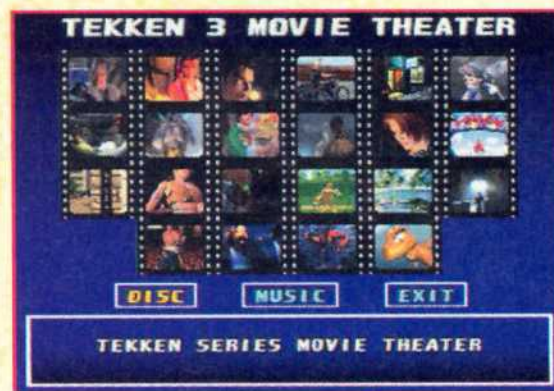 TEKKEN 3 MOVIE THEATER
DISC MUSIC EXIT
TEKKEN SERIES MOVIE THEATER